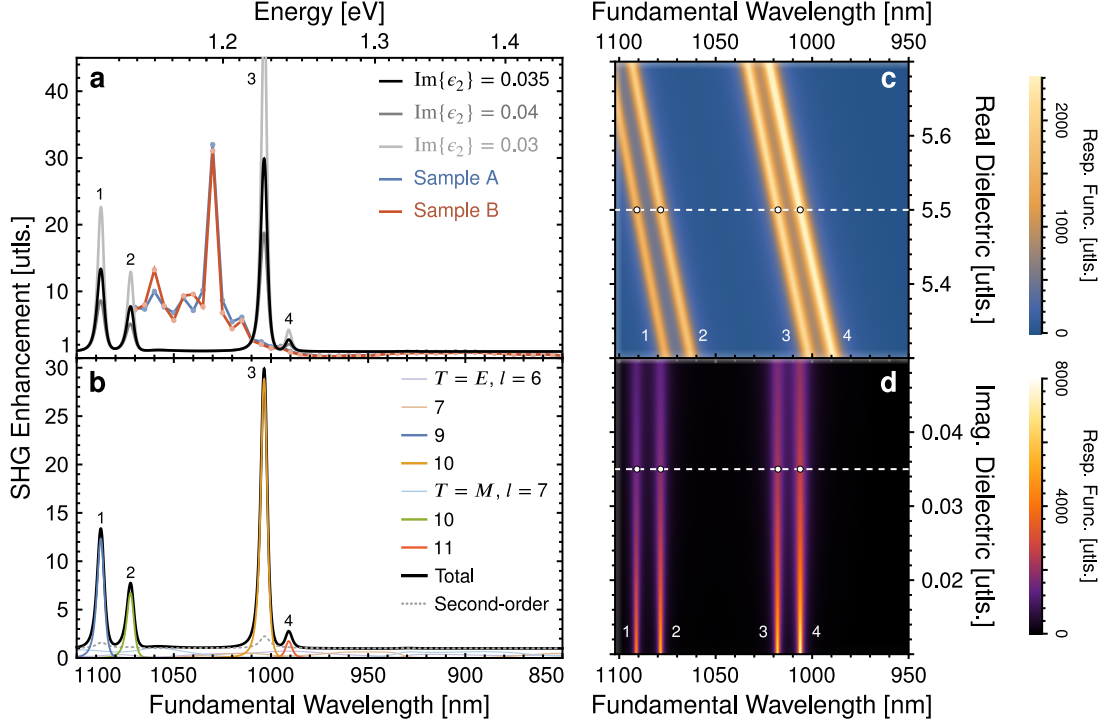 Energy [eV]
1.2 1.3 1.4
a
SHG Enhancement [utls.]
40
30
20
10
1
1 2 3 4
Im{ϵ₂} = 0.035
Im{ϵ₂} = 0.04
Im{ϵ₂} = 0.03
Sample A
Sample B
b
30
25
20
15
10
5
0
1 2 3 4
T = E, l = 6
7
9
10
T = M, l = 7
10
11
Total
Second-order
1100 1050 1000 950 900 850
Fundamental Wavelength [nm]
Fundamental Wavelength [nm]
1100 1050 1000 950
c
5.6
5.5
5.4
Real Dielectric [utls.]
1 2 3 4
2000
1000
0
Resp. Func. [utls.]
d
0.04
0.03
0.02
Imag. Dielectric [utls.]
1 2 3 4
8000
4000
0
Resp. Func. [utls.]
1100 1050 1000 950
Fundamental Wavelength [nm]